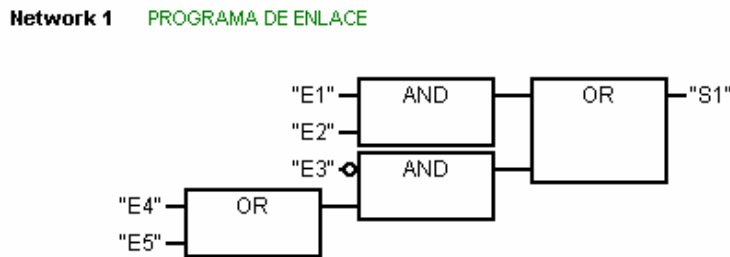 Network 1 PROGRAMA DE ENLACE
"E1" AND OR "S1"
"E2"
"E3" AND
"E4" OR
"E5"